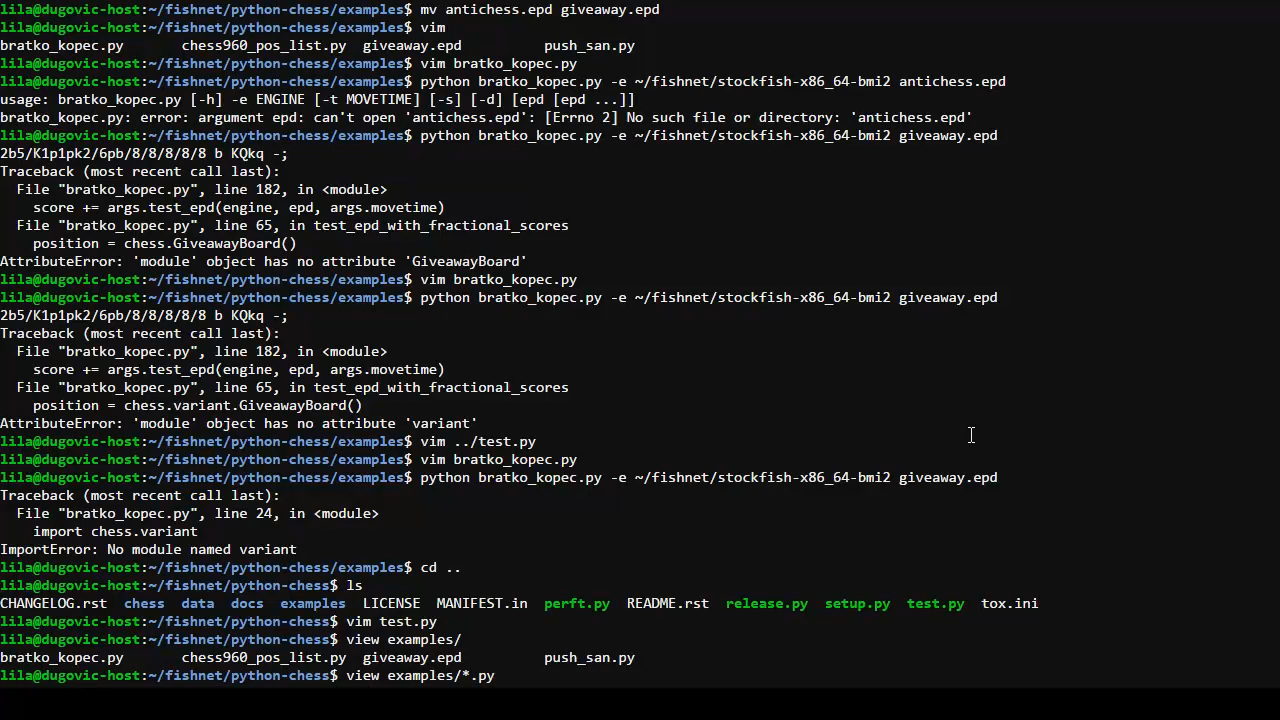 lila@dugovic-host:~/fishnet/python-chess/examples$ mv antichess.epd giveaway.epd
lila@dugovic-host:~/fishnet/python-chess/examples$ vim
bratko_kopec.py       chess960_pos_list.py  giveaway.epd          push_san.py
lila@dugovic-host:~/fishnet/python-chess/examples$ vim bratko_kopec.py
lila@dugovic-host:~/fishnet/python-chess/examples$ python bratko_kopec.py -e ~/fishnet/stockfish-x86_64-bmi2 antichess.epd
usage: bratko_kopec.py [-h] -e ENGINE [-t MOVETIME] [-s] [-d] [epd [epd ...]]
bratko_kopec.py: error: argument epd: can't open 'antichess.epd': [Errno 2] No such file or directory: 'antichess.epd'
lila@dugovic-host:~/fishnet/python-chess/examples$ python bratko_kopec.py -e ~/fishnet/stockfish-x86_64-bmi2 giveaway.epd
2b5/K1p1pk2/6pb/8/8/8/8/8 b KQkq -;
Traceback (most recent call last):
  File "bratko_kopec.py", line 182, in <module>
    score += args.test_epd(engine, epd, args.movetime)
  File "bratko_kopec.py", line 65, in test_epd_with_fractional_scores
    position = chess.GiveawayBoard()
AttributeError: 'module' object has no attribute 'GiveawayBoard'
lila@dugovic-host:~/fishnet/python-chess/examples$ vim bratko_kopec.py
lila@dugovic-host:~/fishnet/python-chess/examples$ python bratko_kopec.py -e ~/fishnet/stockfish-x86_64-bmi2 giveaway.epd
2b5/K1p1pk2/6pb/8/8/8/8/8 b KQkq -;
Traceback (most recent call last):
  File "bratko_kopec.py", line 182, in <module>
    score += args.test_epd(engine, epd, args.movetime)
  File "bratko_kopec.py", line 65, in test_epd_with_fractional_scores
    position = chess.variant.GiveawayBoard()
AttributeError: 'module' object has no attribute 'variant'
lila@dugovic-host:~/fishnet/python-chess/examples$ vim ../test.py
lila@dugovic-host:~/fishnet/python-chess/examples$ vim bratko_kopec.py
lila@dugovic-host:~/fishnet/python-chess/examples$ python bratko_kopec.py -e ~/fishnet/stockfish-x86_64-bmi2 giveaway.epd
Traceback (most recent call last):
  File "bratko_kopec.py", line 24, in <module>
    import chess.variant
ImportError: No module named variant
lila@dugovic-host:~/fishnet/python-chess/examples$ cd ..
lila@dugovic-host:~/fishnet/python-chess$ ls
CHANGELOG.rst  chess  data  docs  examples  LICENSE  MANIFEST.in  perft.py  README.rst  release.py  setup.py  test.py  tox.ini
lila@dugovic-host:~/fishnet/python-chess$ vim test.py
lila@dugovic-host:~/fishnet/python-chess$ view examples/
bratko_kopec.py       chess960_pos_list.py  giveaway.epd          push_san.py
lila@dugovic-host:~/fishnet/python-chess$ view examples/*.py